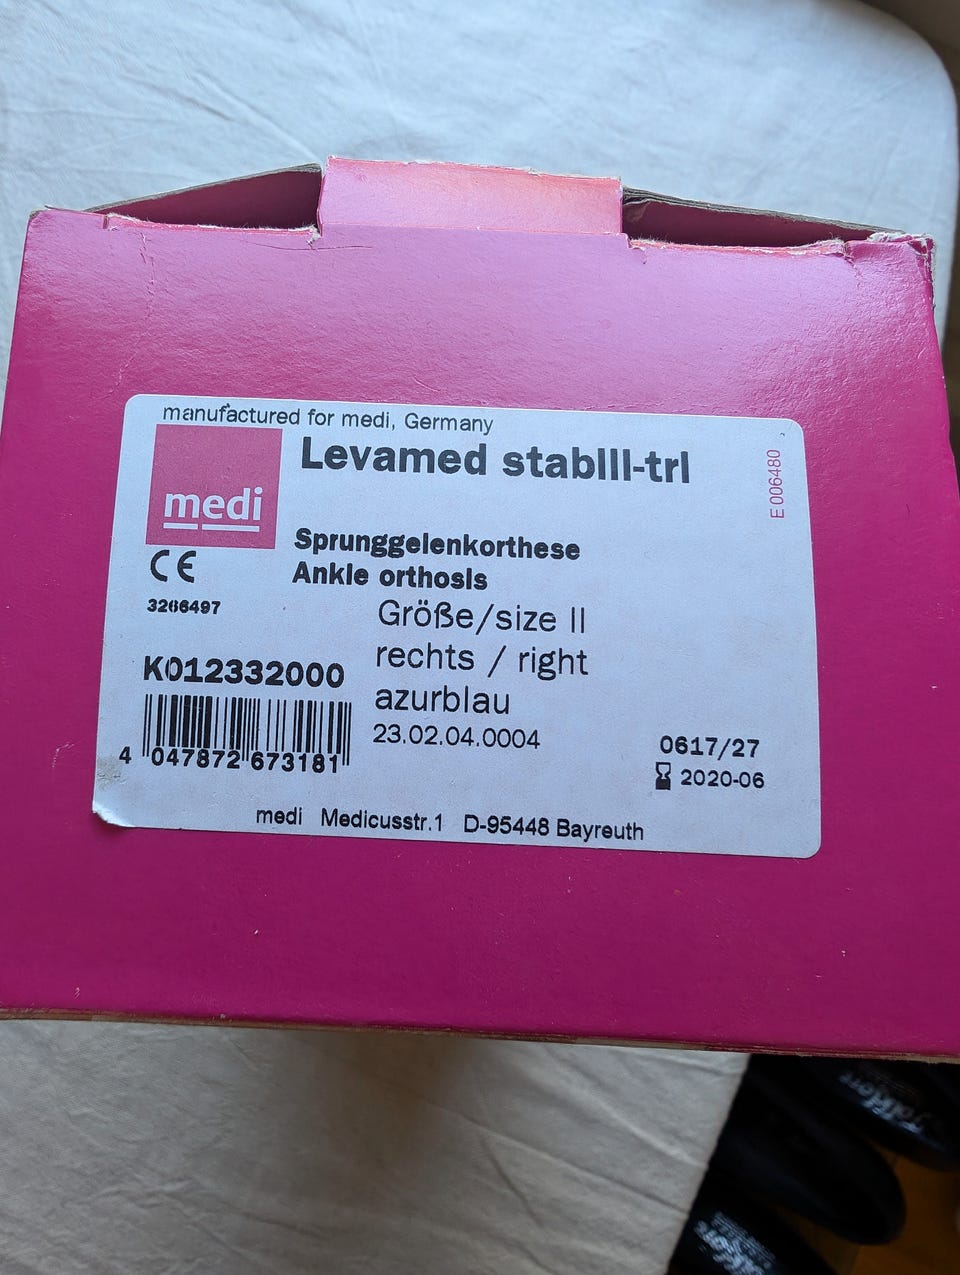 manufactured for medi, Germany
Levamed stabili-tri
E 006480
medi
CE
Sprunggelenkorthese
Ankle orthosis
3266497
Größe/size II
rechts / right
K012332000
azurblau
23.02.04.0004
4 047872 673181
0617/27
2020-06
medi Medicusstr.1 D-95448 Bayreuth